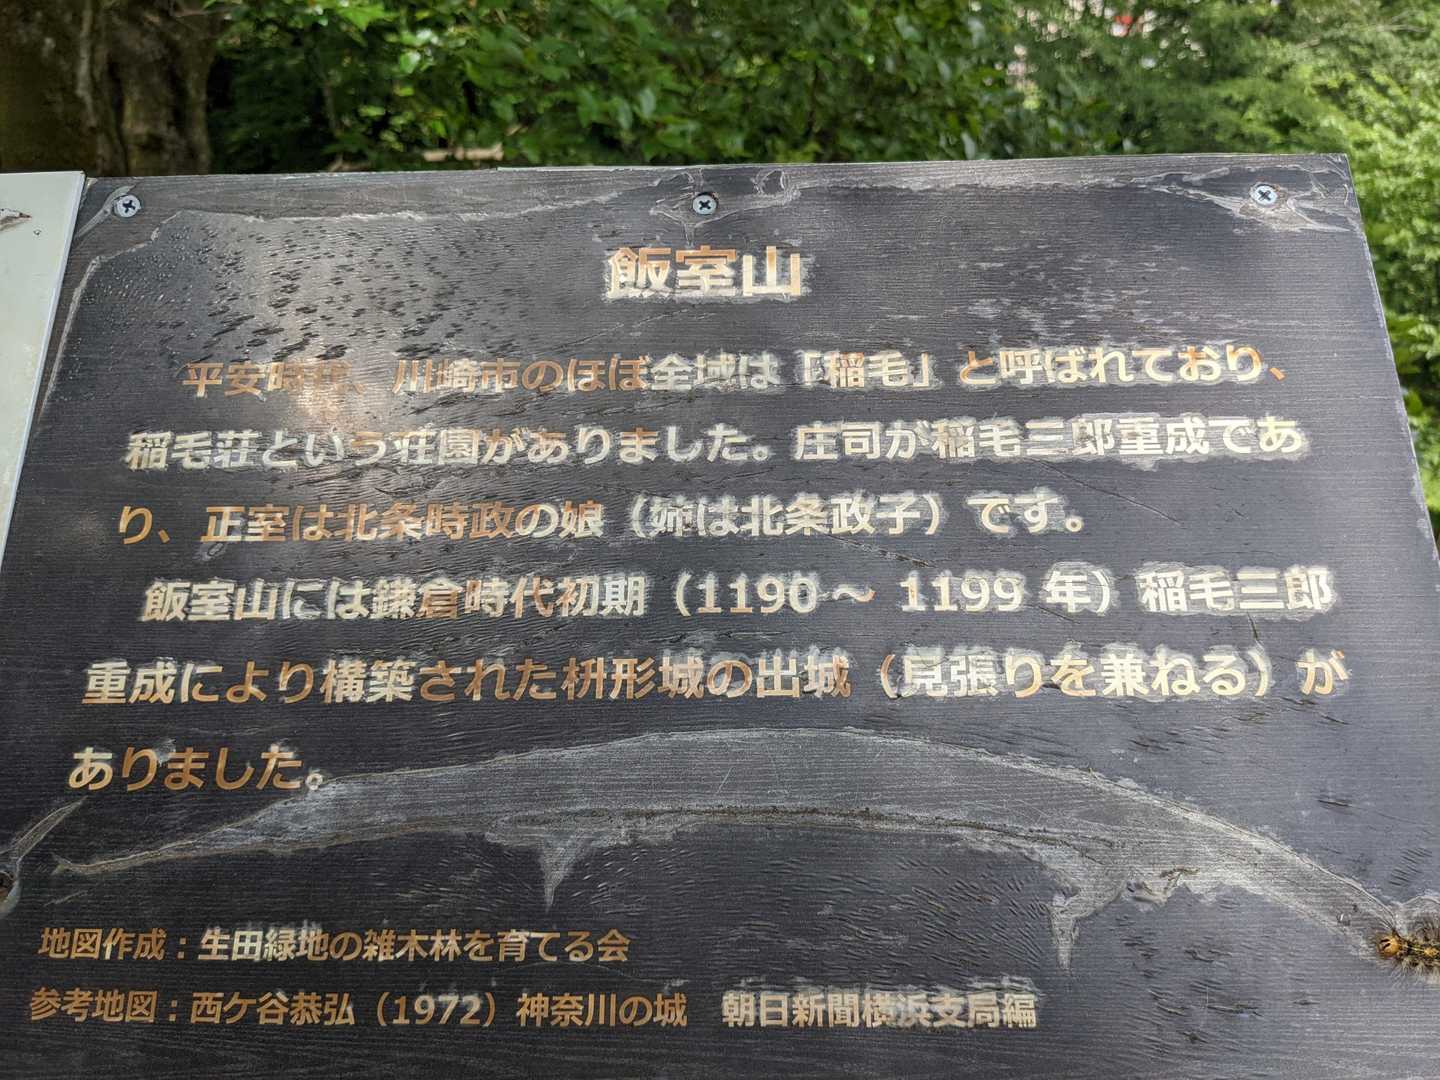 飯室山
平安時代、川崎市のほぼ全域は「稲毛」と呼ばれており、
稲毛荘という荘園がありました。庄司が稲毛三郎重成であ
り、正室は北条時政の娘（姉は北条政子）です。
飯室山には鎌倉時代初期（1190～ 1199 年）稲毛三郎
重成により構築された枡形城の出城（見張りを兼ねる）が
ありました。
地図作成：生田緑地の雑木林を育てる会
参考地図：西ケ谷恭弘（1972）神奈川の城　朝日新聞横浜支局編